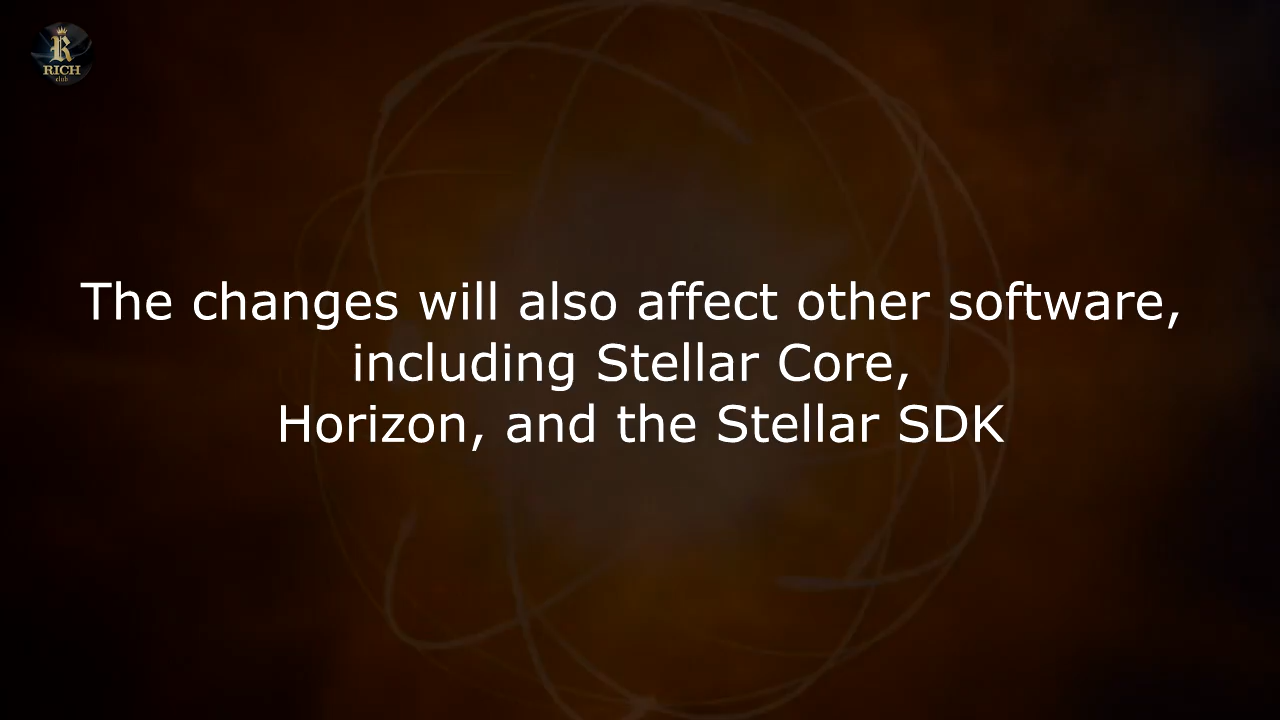 R
RICH
club
The changes will also affect other software,
including Stellar Core,
Horizon, and the Stellar SDK